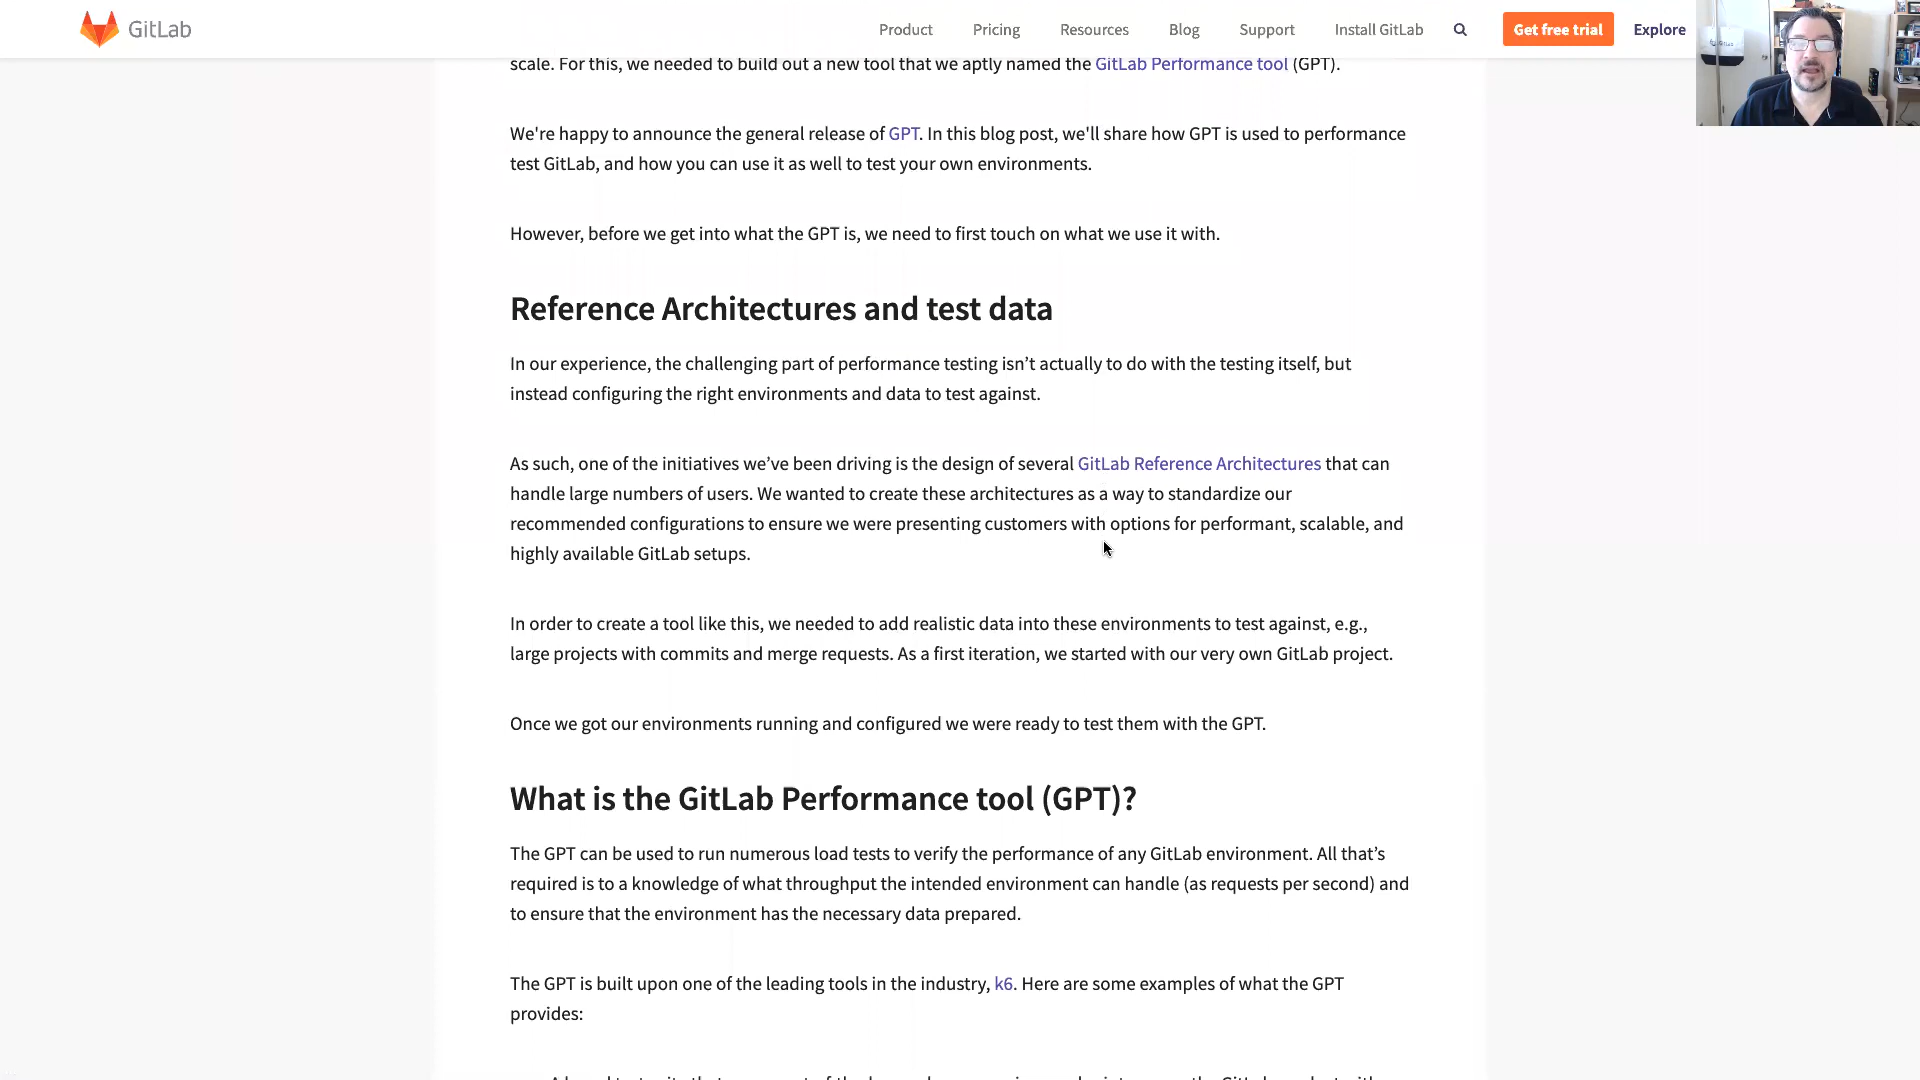 GitLab
Product Pricing Resources Blog Support Install GitLab Get free trial Explore
scale. For this, we needed to build out a new tool that we aptly named the GitLab Performance tool (GPT).
We're happy to announce the general release of GPT. In this blog post, we'll share how GPT is used to performance
test GitLab, and how you can use it as well to test your own environments.
However, before we get into what the GPT is, we need to first touch on what we use it with.
Reference Architectures and test data
In our experience, the challenging part of performance testing isn’t actually to do with the testing itself, but
instead configuring the right environments and data to test against.
As such, one of the initiatives we’ve been driving is the design of several GitLab Reference Architectures that can
handle large numbers of users. We wanted to create these architectures as a way to standardize our
recommended configurations to ensure we were presenting customers with options for performant, scalable, and
highly available GitLab setups.
In order to create a tool like this, we needed to add realistic data into these environments to test against, e.g.,
large projects with commits and merge requests. As a first iteration, we started with our very own GitLab project.
Once we got our environments running and configured we were ready to test them with the GPT.
What is the GitLab Performance tool (GPT)?
The GPT can be used to run numerous load tests to verify the performance of any GitLab environment. All that’s
required is to a knowledge of what throughput the intended environment can handle (as requests per second) and
to ensure that the environment has the necessary data prepared.
The GPT is built upon one of the leading tools in the industry, k6. Here are some examples of what the GPT
provides: